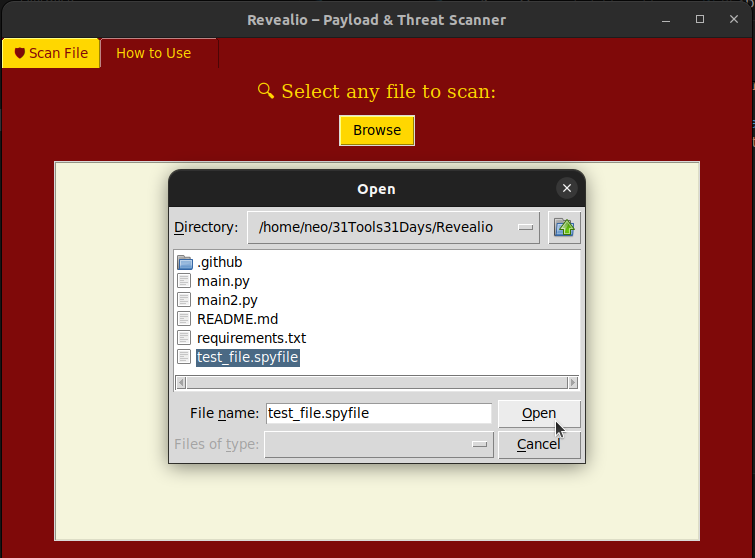 Revealio – Payload & Threat Scanner
Scan File
How to Use
Select any file to scan:
Browse
Open
Directory: /home/neo/31Tools31Days/Revealio
.github
main.py
main2.py
README.md
requirements.txt
test_file.spyfile
File name: test_file.spyfile
Open
Files of type:
Cancel